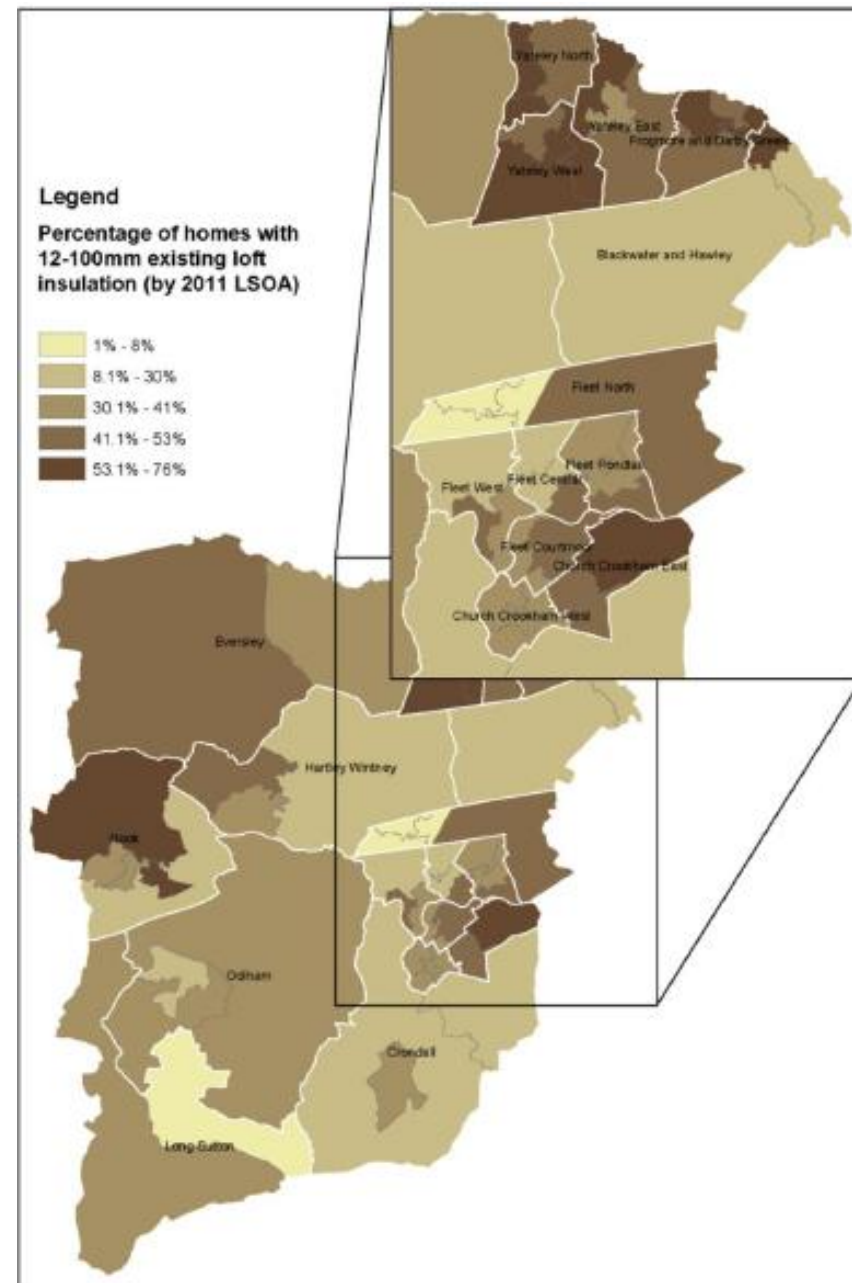 Legend
Percentage of homes with
12-100mm existing loft
insulation (by 2011 LSOA)
1% - 8%
8.1% - 30%
30.1% - 41%
41.1% - 53%
53.1% - 76%
Yateley North
Yateley East
Frogmore and Darby Green
Yateley West
Blackwater and Hawley
Fleet North
Fleet Pondtail
Fleet Central
Fleet West
Fleet Courtmoor
Church Crookham East
Church Crookham West
Eversley
Hartley Wintney
Hook
Odiham
Crondall
Long Sutton